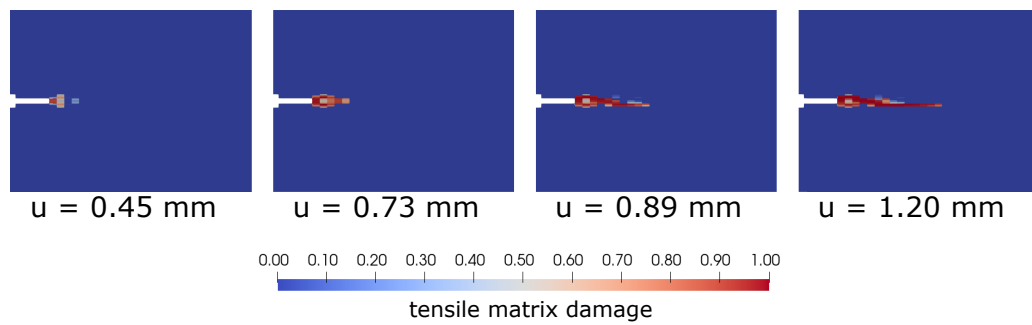 u = 0.45 mm
u = 0.73 mm
u = 0.89 mm
u = 1.20 mm
0.00 0.10 0.20 0.30 0.40 0.50 0.60 0.70 0.80 0.90 1.00
tensile matrix damage